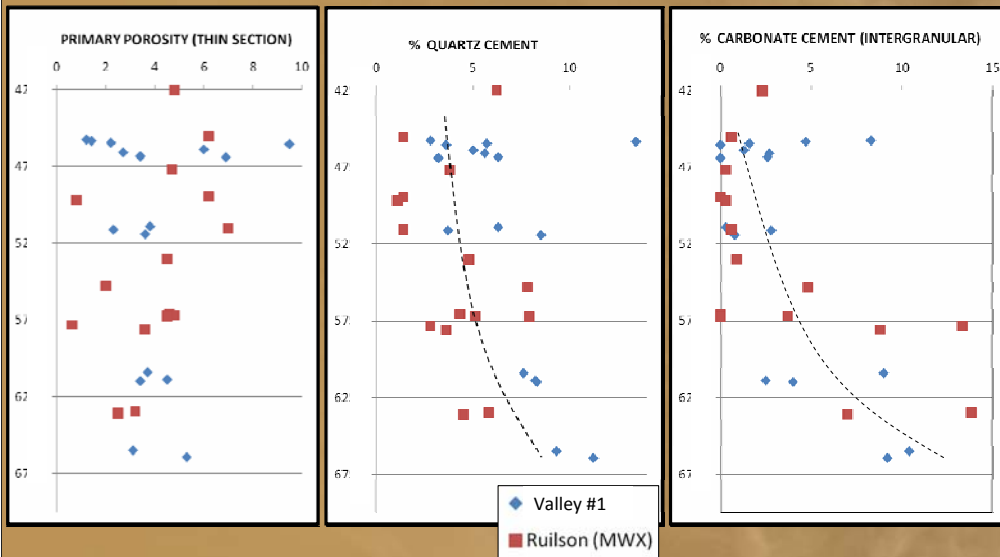 PRIMARY POROSITY (THIN SECTION)
0 2 4 6 8 10
42
47
52
57
62
67
% QUARTZ CEMENT
0 5 10
42
47
52
57
62
67
% CARBONATE CEMENT (INTERGRANULAR)
0 5 10 15
42
47
52
57
62
67
Valley #1
Ruilson (MWX)